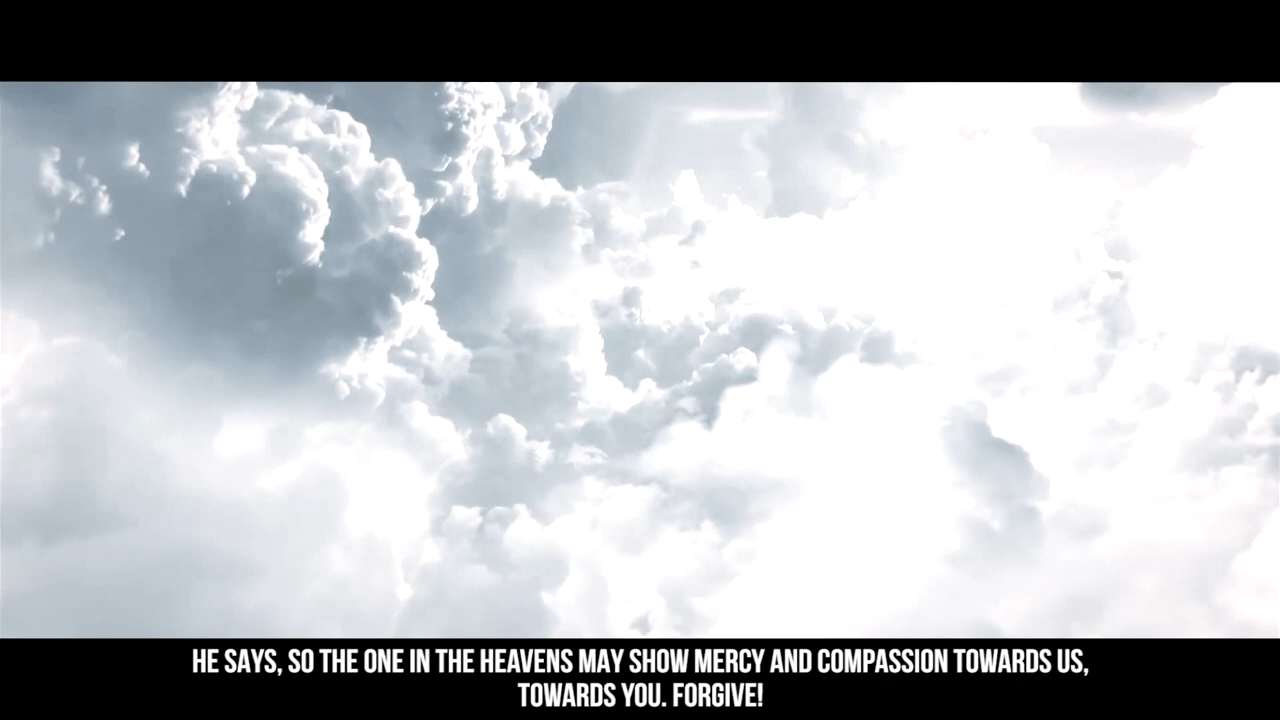 HE SAYS, SO THE ONE IN THE HEAVENS MAY SHOW MERCY AND COMPASSION TOWARDS US,
TOWARDS YOU. FORGIVE!